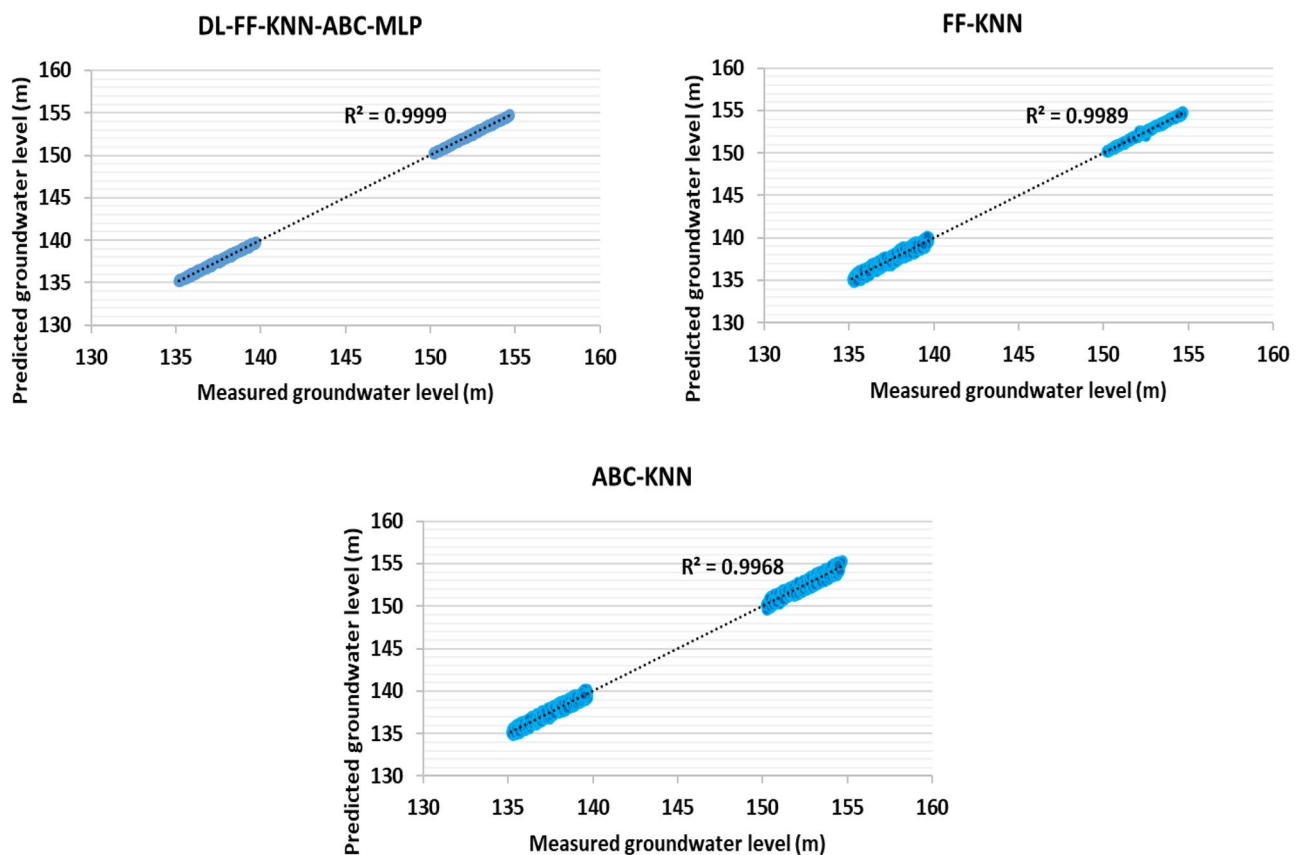 DL-FF-KNN-ABC-MLP
Predicted groundwater level (m)
160
155
150
145
140
135
130
R² = 0.9999
130 135 140 145 150 155 160
Measured groundwater level (m)
FF-KNN
Predicted groundwater level (m)
160
155
150
145
140
135
130
R² = 0.9989
130 135 140 145 150 155 160
Measured groundwater level (m)
ABC-KNN
Predicted groundwater level (m)
160
155
150
145
140
135
130
R² = 0.9968
130 135 140 145 150 155 160
Measured groundwater level (m)